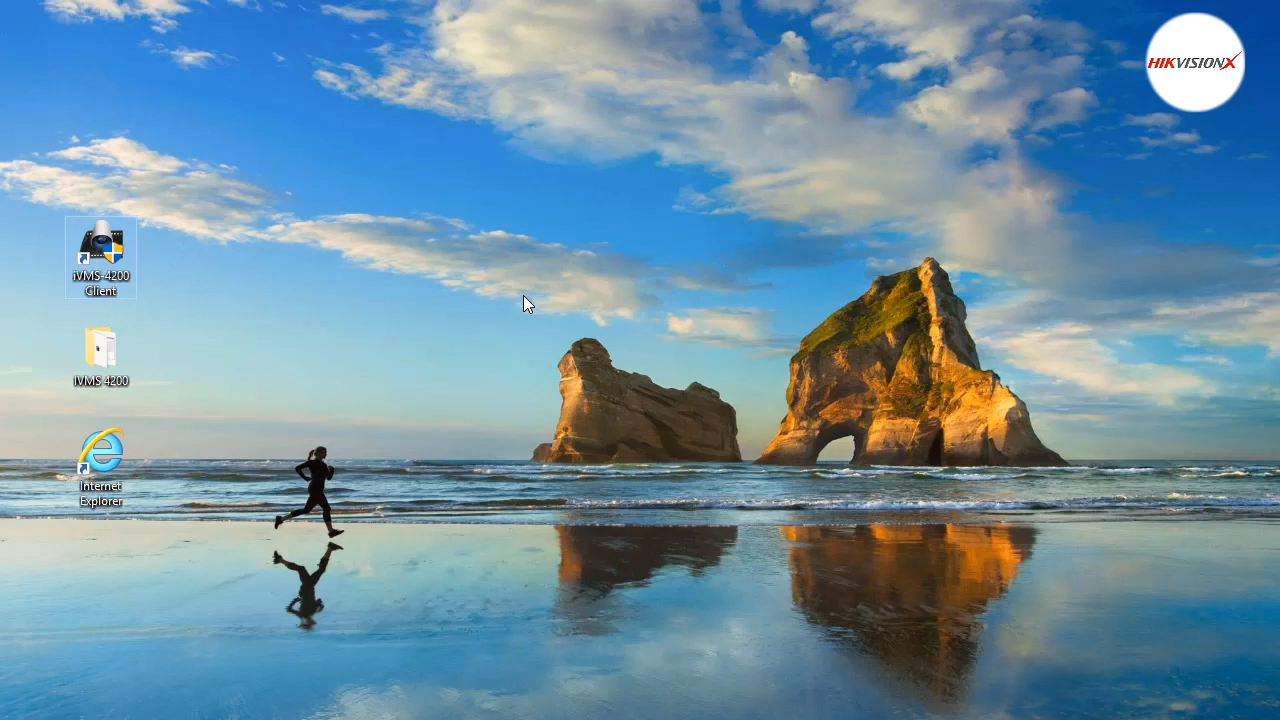 HIKVISIONX
iVMS-4200
Client
IVMS 4200
Internet
Explorer